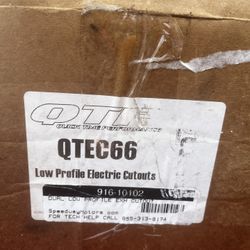 QTP
QUICK TIME PERFORMANCE
QTEC66
Low Profile Electric Cutouts
916-10102
DUAL LOW PROFILE EXH
Speedwaymotors.com
FOR TECH HELP CALL 855-313-9174